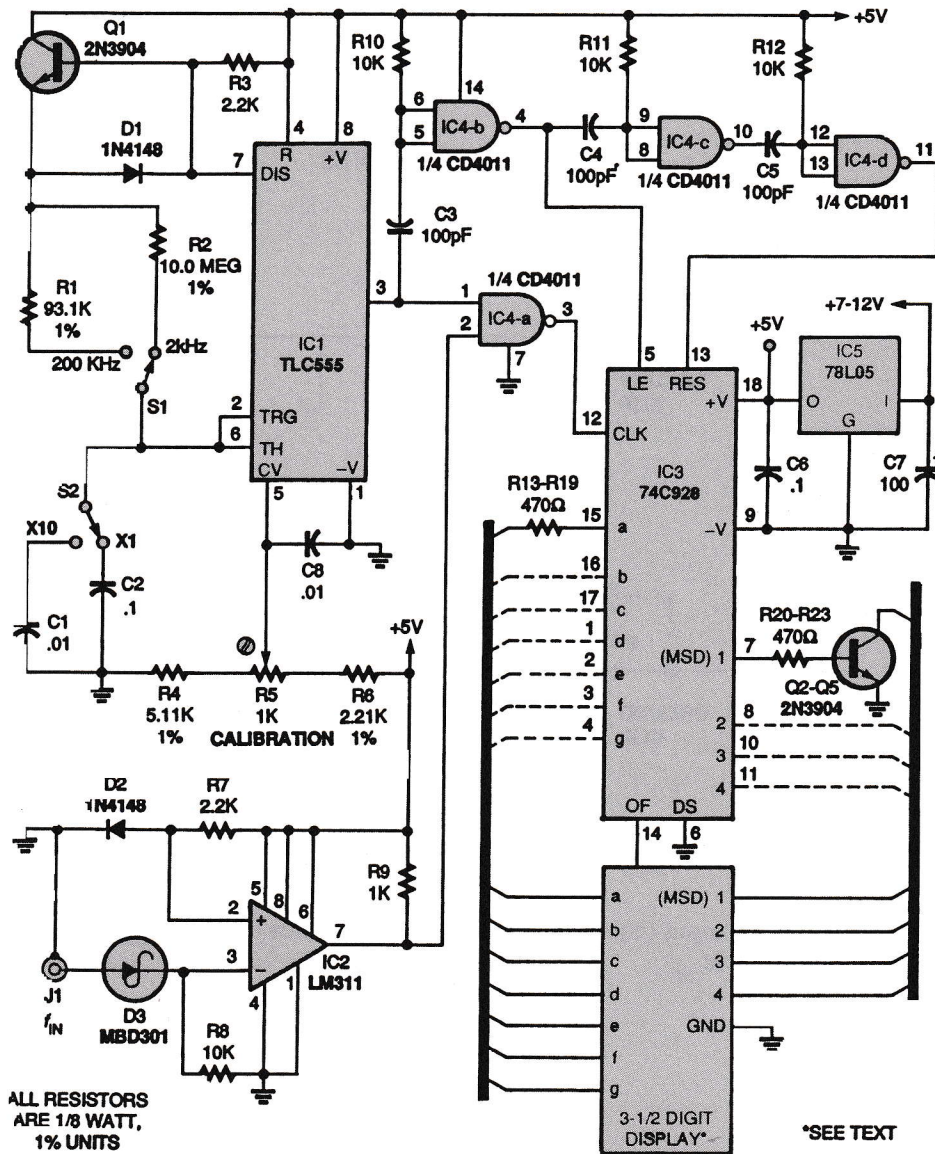 +5V
Q1
2N3904
R3
2.2K
R10
10K
R11
10K
R12
10K
14
6
5
IC4-b
4
1/4 CD4011
C4
100pF
9
8
IC4-c
10
1/4 CD4011
C5
100pF
12
13
IC4-d
11
1/4 CD4011
D1
1N4148
4
8
R
+V
7
DIS
C3
100pF
R2
10.0 MEG
1%
R1
93.1K
1%
200 KHz
2kHz
S1
3
IC1
TLC555
2
TRG
6
TH
CV
-V
5
1
1/4 CD4011
1
2
IC4-a
3
7
+7-12V
+5V
IC5
78L05
O
I
G
5
13
LE
RES
18
+V
12
CLK
IC3
74C928
C6
.1
C7
100
9
-V
S2
X10
X1
C2
.1
C1
.01
C8
.01
+5V
R4
5.11K
1%
R5
1K
CALIBRATION
R6
2.21K
1%
R13-R19
470Ω
15
a
16
b
17
c
1
d
2
e
3
f
4
g
(MSD) 1
7
R20-R23
470Ω
Q2-Q5
2N3904
2
8
3
10
4
11
OF
DS
14
6
D2
1N4148
R7
2.2K
R9
1K
5
8
6
2
+
3
-
7
4
1
IC2
LM311
J1
fIN
D3
MBD301
R8
10K
a
b
c
d
e
f
g
(MSD) 1
2
3
4
GND
3-1/2 DIGIT
DISPLAY*
*SEE TEXT
ALL RESISTORS
ARE 1/8 WATT,
1% UNITS